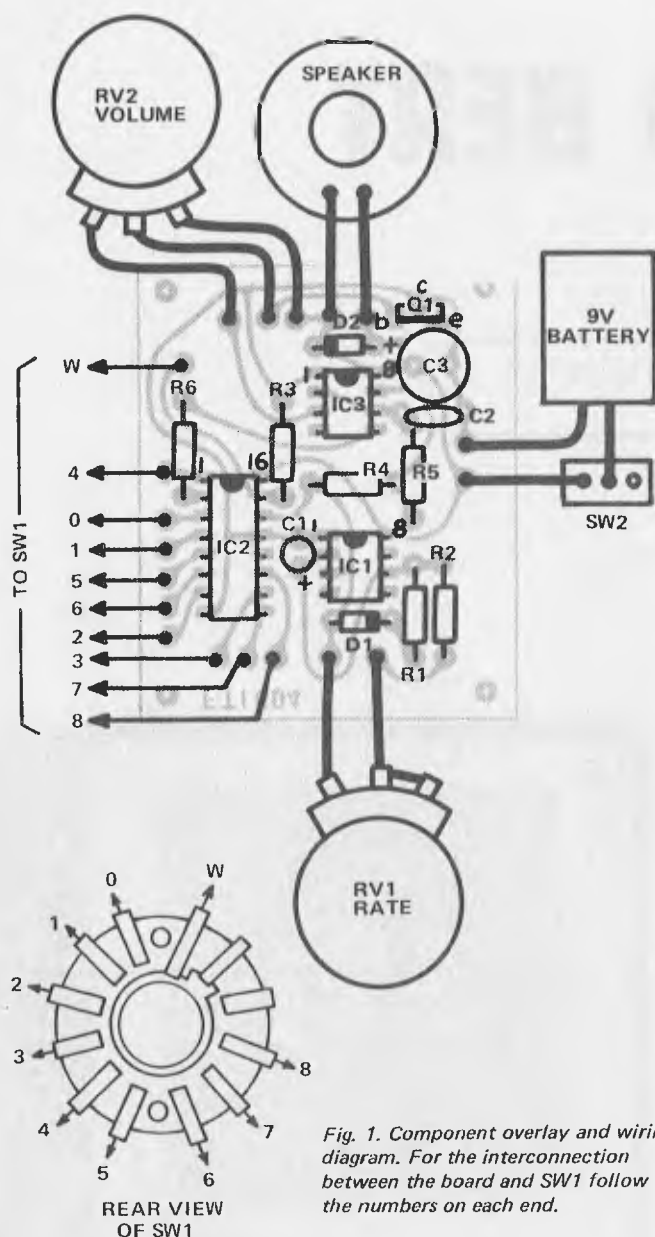 RV2
VOLUME
SPEAKER
9V
BATTERY
SW2
c
b Q1 e
D2
+
1 8
C3
IC3
C2
W
R6
R3
4
1 16
R4
R5
0
1
5
6
2
3
7
8
TO SW1
IC2
C1
+
1 8
IC1
R2
D1
R1
RV1
RATE
0
W
1
2
3
4
5
6
7
8
REAR VIEW
OF SW1
Fig. 1. Component overlay and
diagram. For the interconnection
between the board and SW1 follow
the numbers on each end.